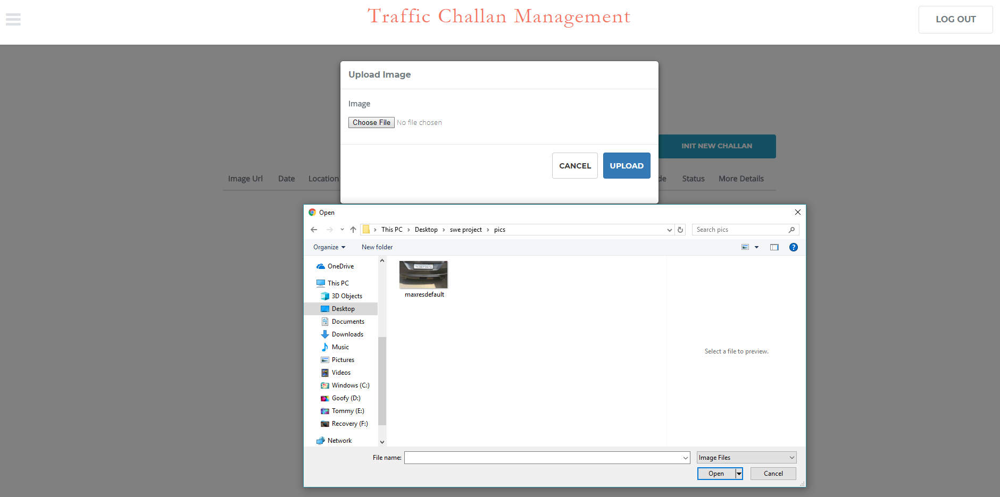 Traffic Challan Management
LOG OUT
Upload Image
Image
Choose File No file chosen
CANCEL UPLOAD
INIT NEW CHALLAN
Image Url Date Location de Status More Details
Open
This PC > Desktop > swe project > pics
Search pics
Organize
New folder
OneDrive
This PC
3D Objects
Desktop
Documents
Downloads
Music
Pictures
Videos
Windows (C:)
Goofy (D:)
Tommy (E:)
Recovery (F:)
Network
maxresdefault
Select a file to preview.
File name:
Image Files
Open
Cancel